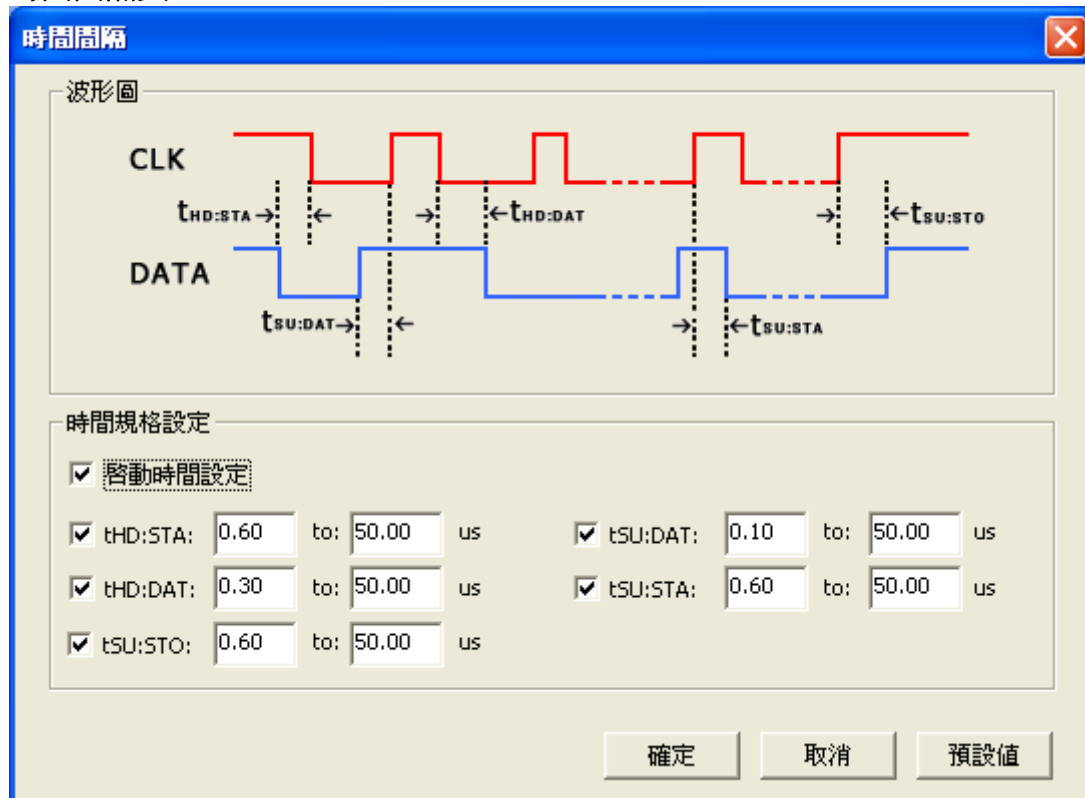 時間間隔
波形圖
CLK
tHD:STA
tHD:DAT
tSU:STO
DATA
tSU:DAT
tSU:STA
時間規格設定
啓動時間設定
tHD:STA: 0.60 to: 50.00 us tSU:DAT: 0.10 to: 50.00 us
tHD:DAT: 0.30 to: 50.00 us tSU:STA: 0.60 to: 50.00 us
tSU:STO: 0.60 to: 50.00 us
確定 取消 預設值